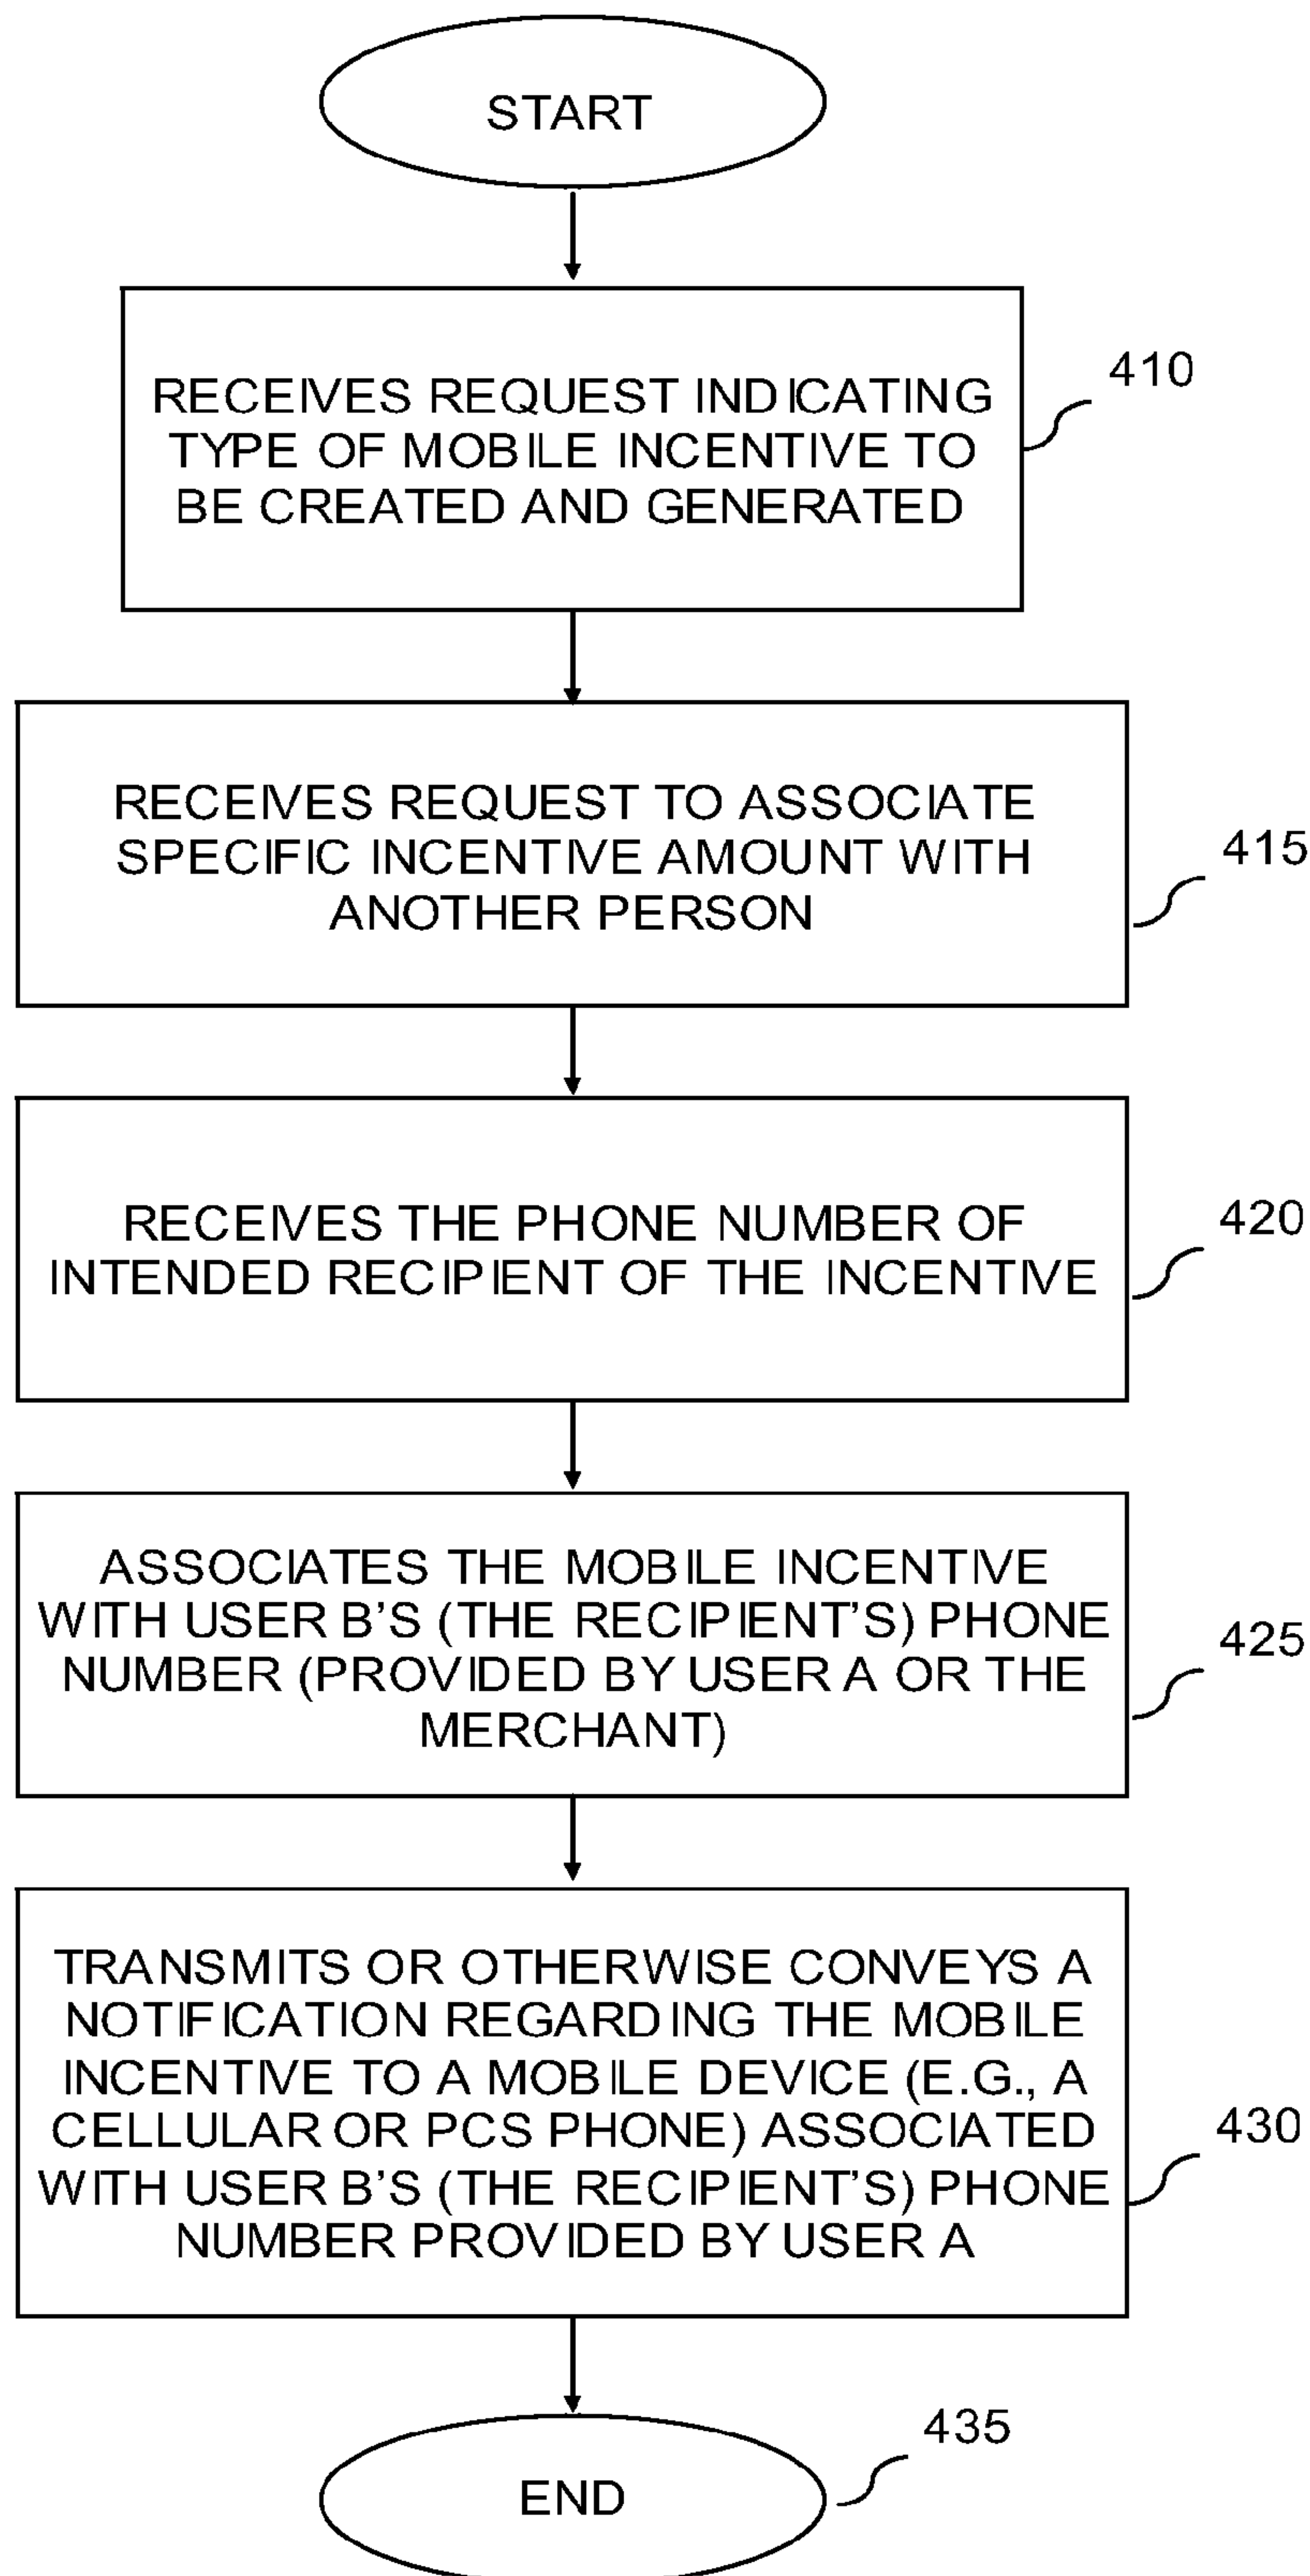 START
RECEIVES REQUEST INDICATING
TYPE OF MOBILE INCENTIVE TO
BE CREATED AND GENERATED
410
RECEIVES REQUEST TO ASSOCIATE
SPECIFIC INCENTIVE AMOUNT WITH
ANOTHER PERSON
415
RECEIVES THE PHONE NUMBER OF
INTENDED RECIPIENT OF THE INCENTIVE
420
ASSOCIATES THE MOBILE INCENTIVE
WITH USER B’S (THE RECIPIENT’S) PHONE
NUMBER (PROVIDED BY USER A OR THE
MERCHANT)
425
TRANSMITS OR OTHERWISE CONVEYS A
NOTIFICATION REGARDING THE MOBILE
INCENTIVE TO A MOBILE DEVICE (E.G., A
CELLULAR OR PCS PHONE) ASSOCIATED
WITH USER B’S (THE RECIPIENT’S) PHONE
NUMBER PROVIDED BY USER A
430
END
435